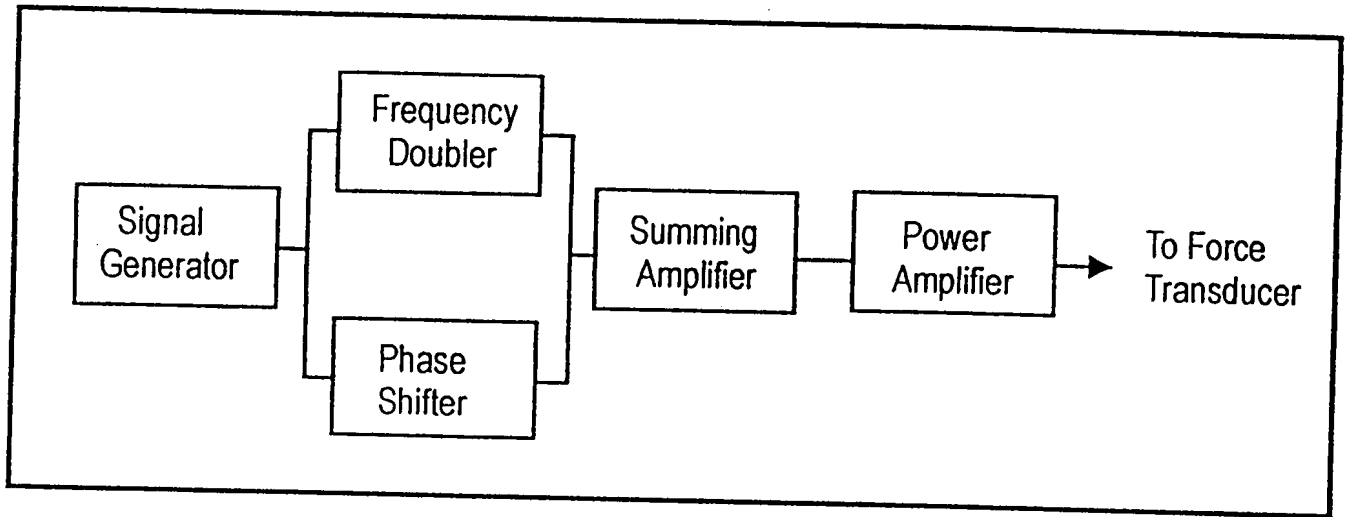 Signal
Generator
Frequency
Doubler
Phase
Shifter
Summing
Amplifier
Power
Amplifier
To Force
Transducer